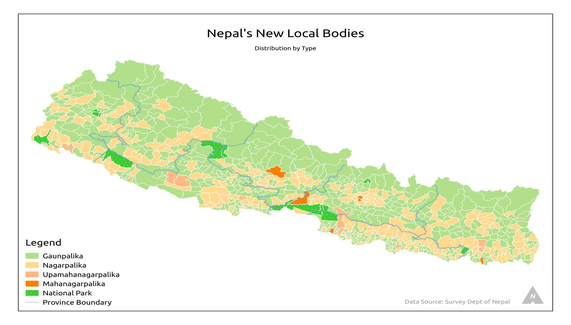 Nepal's New Local Bodies
Distribution by Type
Legend
Gaunpalika
Nagarpalika
Upamahanagarpalika
Mahanagarpalika
National Park
Province Boundary
Data Source: Survey Dept of Nepal
N